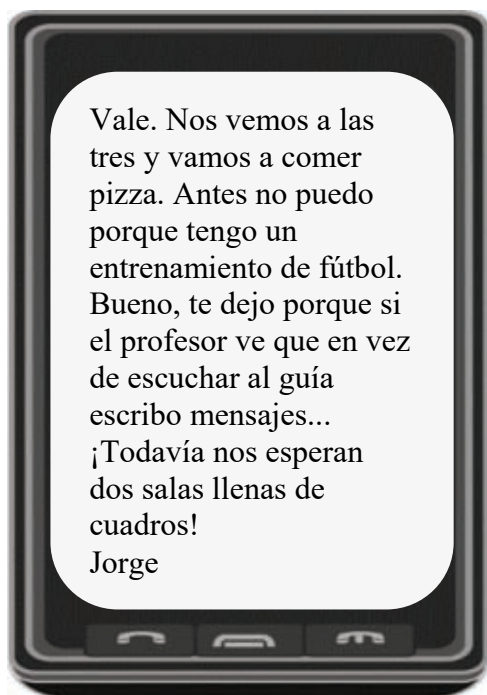 Vale. Nos vemos a las
tres y vamos a comer
pizza. Antes no puedo
porque tengo un
entrenamiento de fútbol.
Bueno, te dejo porque si
el profesor ve que en vez
de escuchar al guía
escribo mensajes...
¡Todavía nos esperan
dos salas llenas de
cuadros!
Jorge